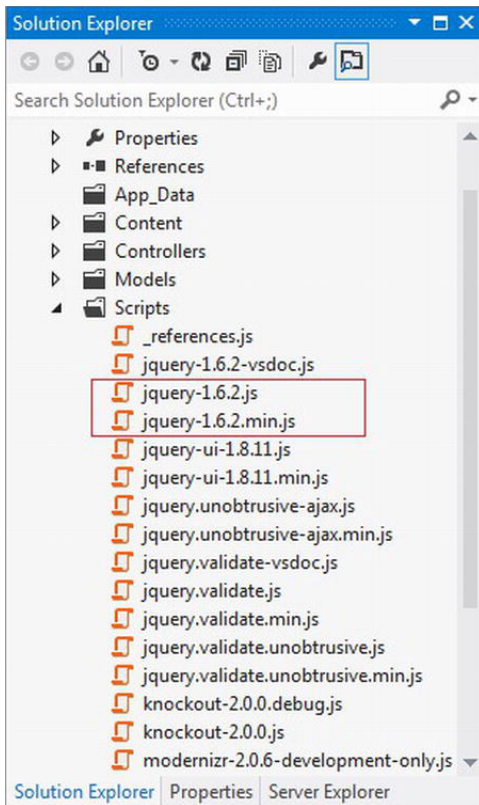 Solution Explorer
Search Solution Explorer (Ctrl+;)
Properties
References
App_Data
Content
Controllers
Models
Scripts
_references.js
jquery-1.6.2-vsdoc.js
jquery-1.6.2.js
jquery-1.6.2.min.js
jquery-ui-1.8.11.js
jquery-ui-1.8.11.min.js
jquery.unobtrusive-ajax.js
jquery.unobtrusive-ajax.min.js
jquery.validate-vsdoc.js
jquery.validate.js
jquery.validate.min.js
jquery.validate.unobtrusive.js
jquery.validate.unobtrusive.min.js
knockout-2.0.0.debug.js
knockout-2.0.0.js
modernizr-2.0.6-development-only.js
Solution Explorer Properties Server Explorer